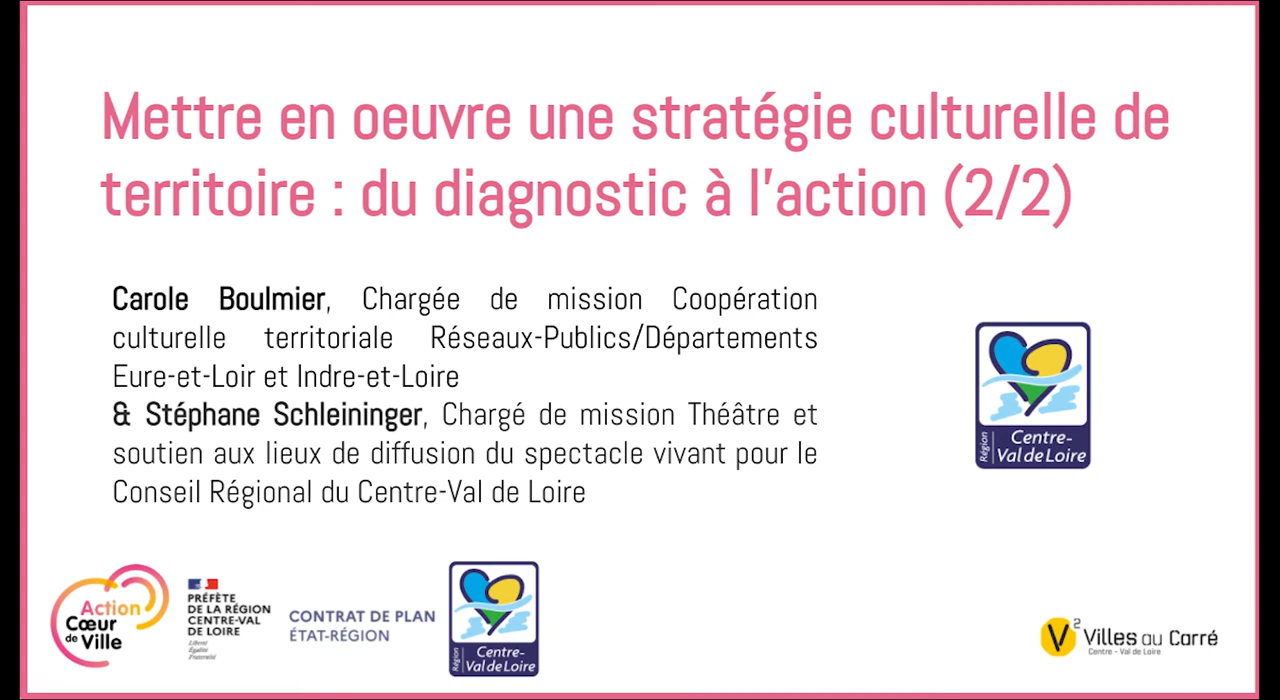 Mettre en oeuvre une stratégie culturelle de
territoire : du diagnostic à l'action (2/2)
Carole Boulmier, Chargée de mission Coopération
culturelle territoriale Réseaux-Publics/Départements
Eure-et-Loir et Indre-et-Loire
& Stéphane Schleininger, Chargé de mission Théâtre et
soutien aux lieux de diffusion du spectacle vivant pour le
Conseil Régional du Centre-Val de Loire
Région
Centre-
Val de Loire
Action
Cœur
de Ville
PRÉFÈTE
DE LA RÉGION
CENTRE-VAL
DE LOIRE
Liberté
Égalité
Fraternité
CONTRAT DE PLAN
ÉTAT-RÉGION
Région
Centre-
Val de Loire
V² Villes au Carré
Centre - Val de Loire